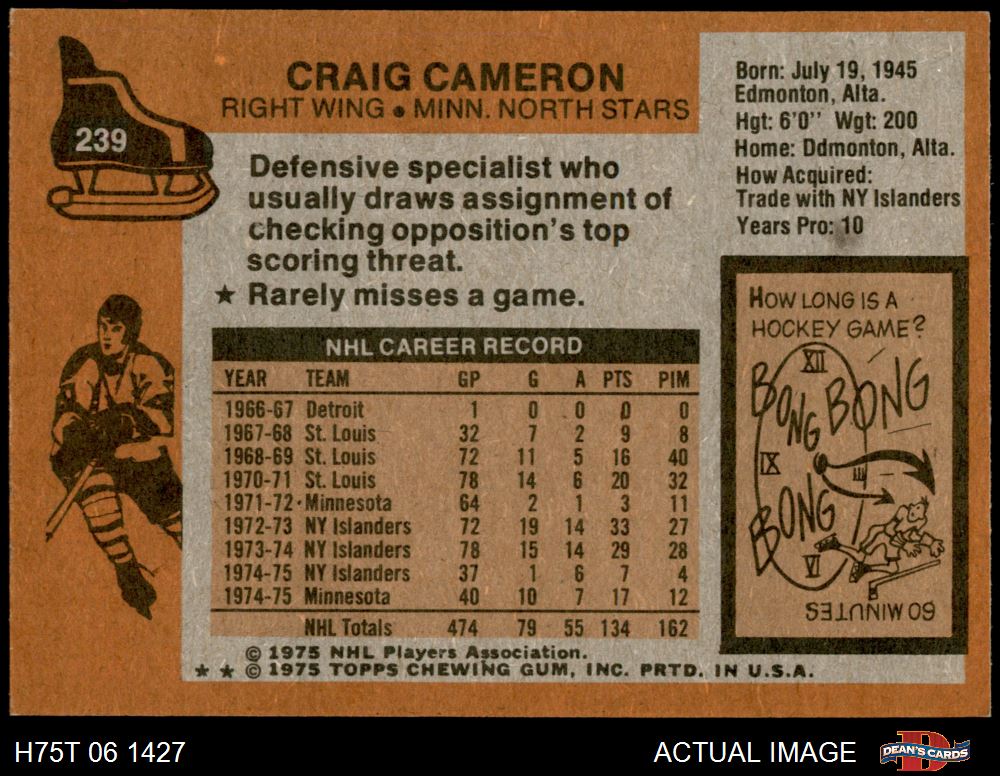 239
CRAIG CAMERON
RIGHT WING • MINN. NORTH STARS
Defensive specialist who
usually draws assignment of
checking opposition's top
scoring threat.
★ Rarely misses a game.
Born: July 19, 1945
Edmonton, Alta.
Hgt: 6'0'' Wgt: 200
Home: Ddmonton, Alta.
How Acquired:
Trade with NY Islanders
Years Pro: 10
NHL CAREER RECORD
YEAR TEAM GP G A PTS PIM
1966-67 Detroit 1 0 0 0 0
1967-68 St. Louis 32 7 2 9 8
1968-69 St. Louis 72 11 5 16 40
1970-71 St. Louis 78 14 6 20 32
1971-72 Minnesota 64 2 1 3 11
1972-73 NY Islanders 72 19 14 33 27
1973-74 NY Islanders 78 15 14 29 28
1974-75 NY Islanders 37 1 6 7 4
1974-75 Minnesota 40 10 7 17 12
NHL Totals 474 79 55 134 162
© 1975 NHL Players Association.
★ ★ © 1975 TOPPS CHEWING GUM, INC. PRTD. IN U.S.A.
HOW LONG IS A
HOCKEY GAME?
XII
BONG BONG
IX
III
BONG
VI
60 MINUTES
H75T 06 1427
ACTUAL IMAGE
D
DEAN'S CARDS